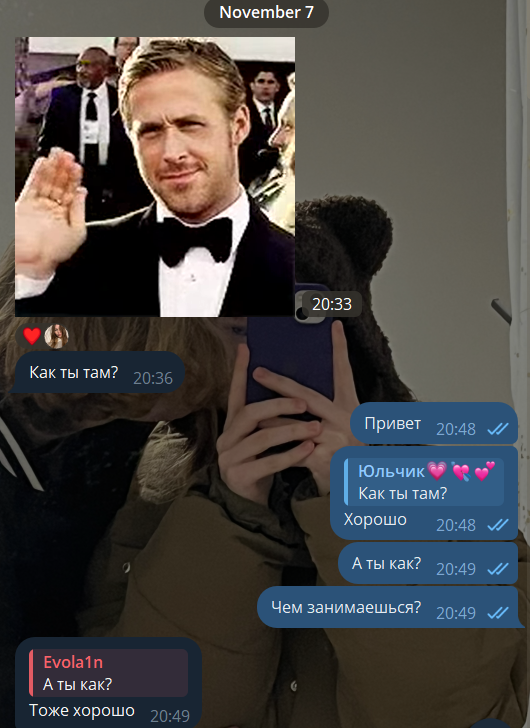 November 7
20:33
Как ты там? 20:36
Привет 20:48
Юльчик💗 💘 💕
Как ты там?
Хорошо 20:48
А ты как? 20:49
Чем занимаешься? 20:49
Evola1n
А ты как?
Тоже хорошо 20:49